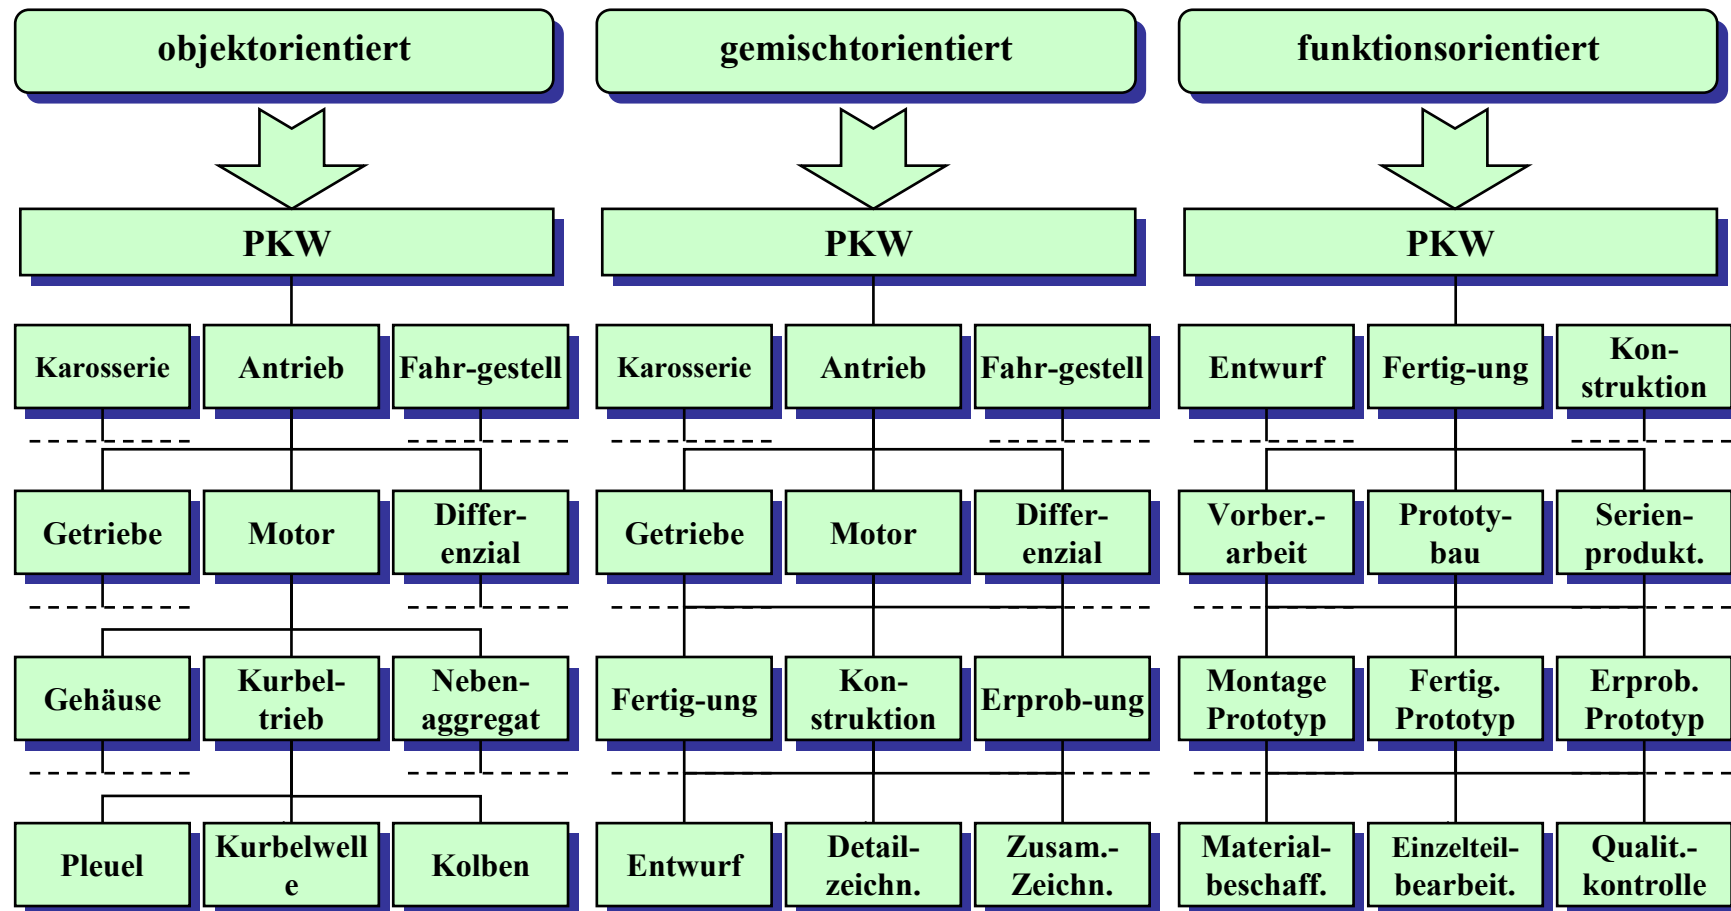 objektorientiert
gemischtorientiert
funktionsorientiert
PKW
PKW
PKW
Karosserie
Antrieb
Fahr-gestell
Karosserie
Antrieb
Fahr-gestell
Entwurf
Fertig-ung
Kon-
struktion
Getriebe
Motor
Differ-
enzial
Getriebe
Motor
Differ-
enzial
Vorber.-
arbeit
Prototy-
bau
Serien-
produkt.
Gehäuse
Kurbel-
trieb
Neben-
aggregat
Fertig-ung
Kon-
struktion
Erprob-ung
Montage
Prototyp
Fertig.
Prototyp
Erprob.
Prototyp
Pleuel
Kurbelwell
e
Kolben
Entwurf
Detail-
zeichn.
Zusam.-
Zeichn.
Material-
beschaff.
Einzelteil-
bearbeit.
Qualit.-
kontrolle